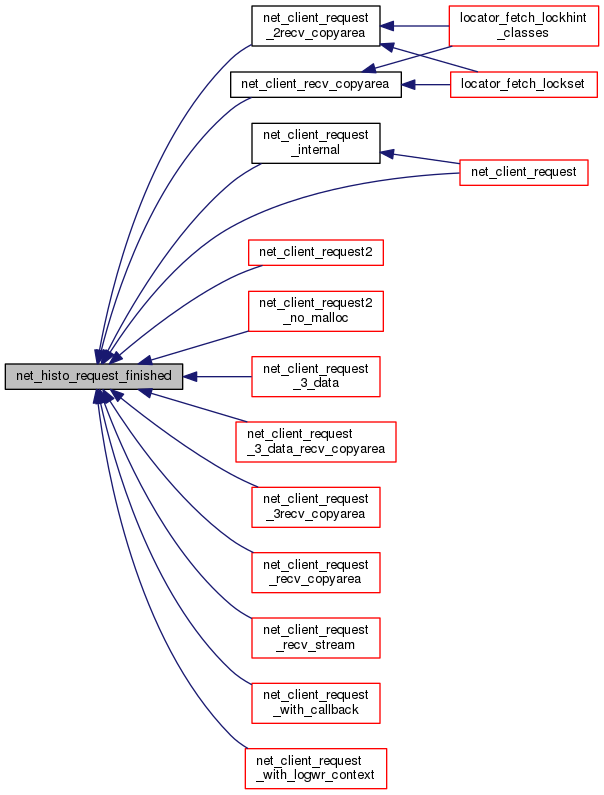 net_client_request
_2recv_copyarea
locator_fetch_lockhint
_classes
net_client_recv_copyarea
locator_fetch_lockset
net_client_request
_internal
net_client_request
net_client_request2
net_client_request2
_no_malloc
net_histo_request_finished
net_client_request
_3_data
net_client_request
_3_data_recv_copyarea
net_client_request
_3recv_copyarea
net_client_request
_recv_copyarea
net_client_request
_recv_stream
net_client_request
_with_callback
net_client_request
_with_logwr_context